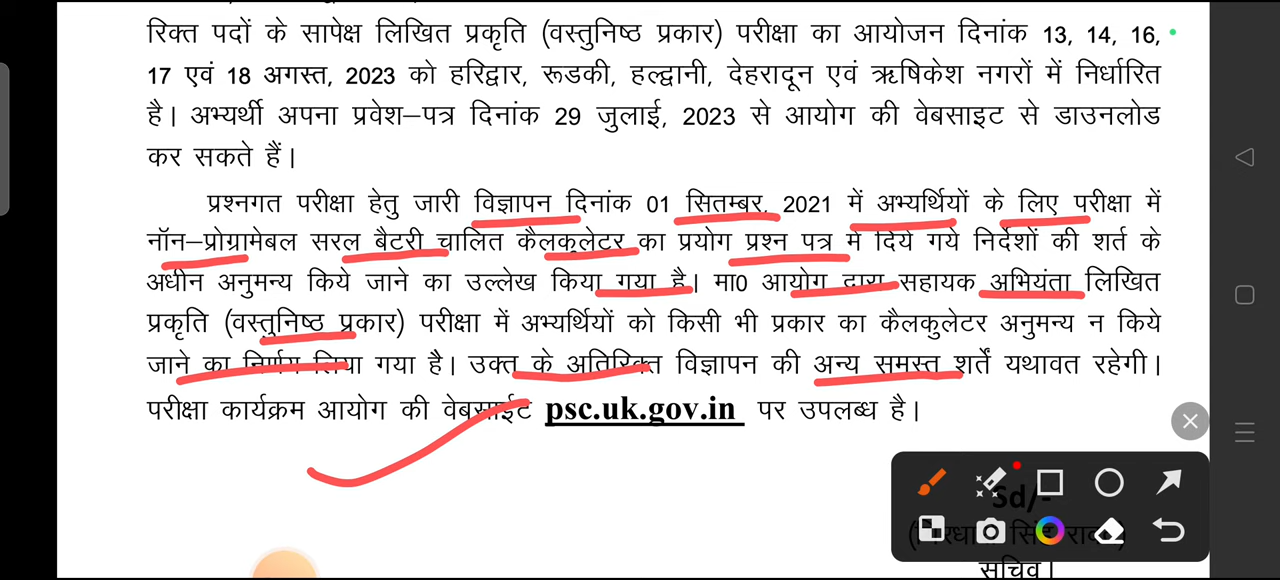 रिक्त पदों के सापेक्ष लिखित प्रकृति (वस्तुनिष्ठ प्रकार) परीक्षा का आयोजन दिनांक 13, 14, 16,
17 एवं 18 अगस्त, 2023 को हरिद्वार, रूडकी, हल्द्वानी, देहरादून एवं ऋषिकेश नगरों में निर्धारित
है। अभ्यर्थी अपना प्रवेश–पत्र दिनांक 29 जुलाई, 2023 से आयोग की वेबसाइट से डाउनलोड
कर सकते हैं।
प्रश्नगत परीक्षा हेतु जारी विज्ञापन दिनांक 01 सितम्बर, 2021 में अभ्यर्थियों के लिए परीक्षा में
नॉन–प्रोग्रामेबल सरल बैटरी चालित कैलकुलेटर का प्रयोग प्रश्न पत्र में दिये गये निर्देशों की शर्त के
अधीन अनुमन्य किये जाने का उल्लेख किया गया है। मा0 आयोग द्वारा सहायक अभियंता लिखित
प्रकृति (वस्तुनिष्ठ प्रकार) परीक्षा में अभ्यर्थियों को किसी भी प्रकार का कैलकुलेटर अनुमन्य न किये
जाने का निर्णय लिया गया है। उक्त के अतिरिक्त विज्ञापन की अन्य समस्त शर्तें यथावत रहेगी।
परीक्षा कार्यक्रम आयोग की वेबसाईट psc.uk.gov.in पर उपलब्ध है।
Sd/-
सचिव।